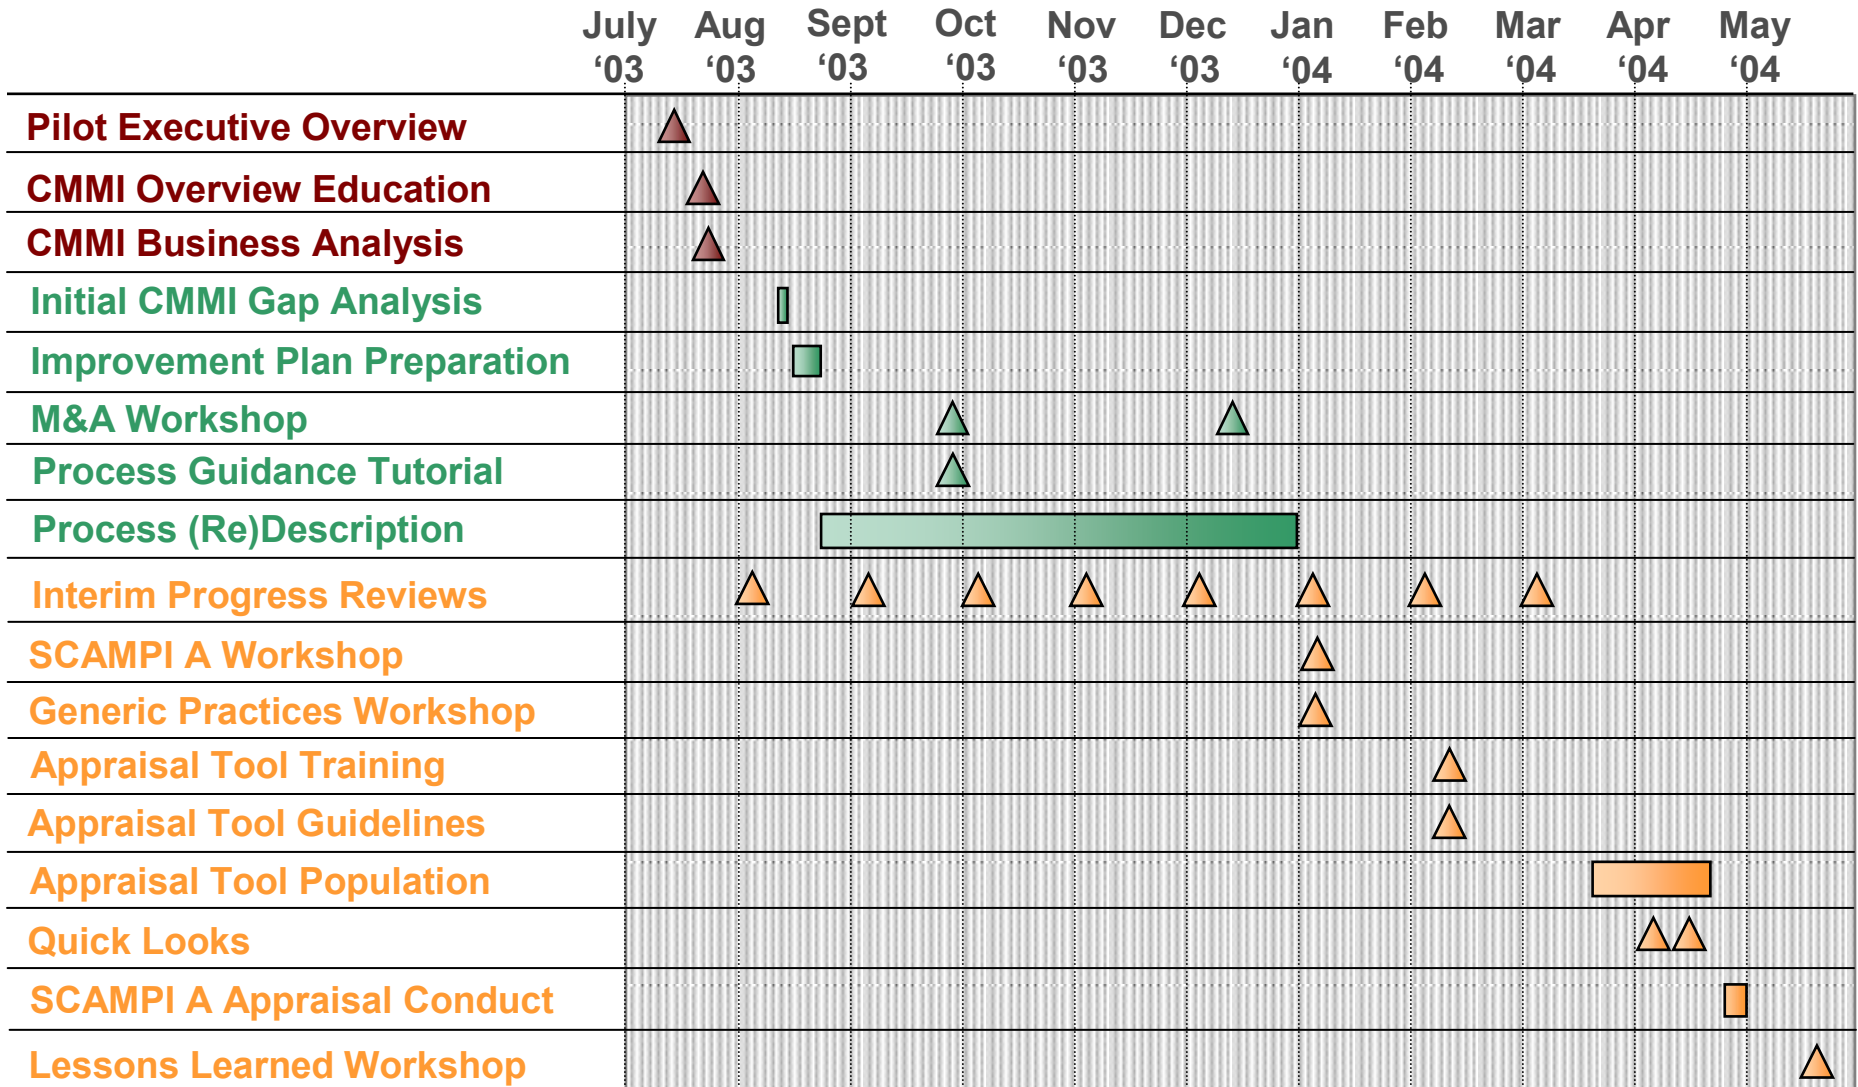 July Aug Sept Oct Nov Dec Jan Feb Mar Apr May
‘03 ‘03 ‘03 ‘03 ‘03 ‘03 ‘04 ‘04 ‘04 ‘04 ‘04
Pilot Executive Overview
CMMI Overview Education
CMMI Business Analysis
Initial CMMI Gap Analysis
Improvement Plan Preparation
M&A Workshop
Process Guidance Tutorial
Process (Re)Description
Interim Progress Reviews
SCAMPI A Workshop
Generic Practices Workshop
Appraisal Tool Training
Appraisal Tool Guidelines
Appraisal Tool Population
Quick Looks
SCAMPI A Appraisal Conduct
Lessons Learned Workshop